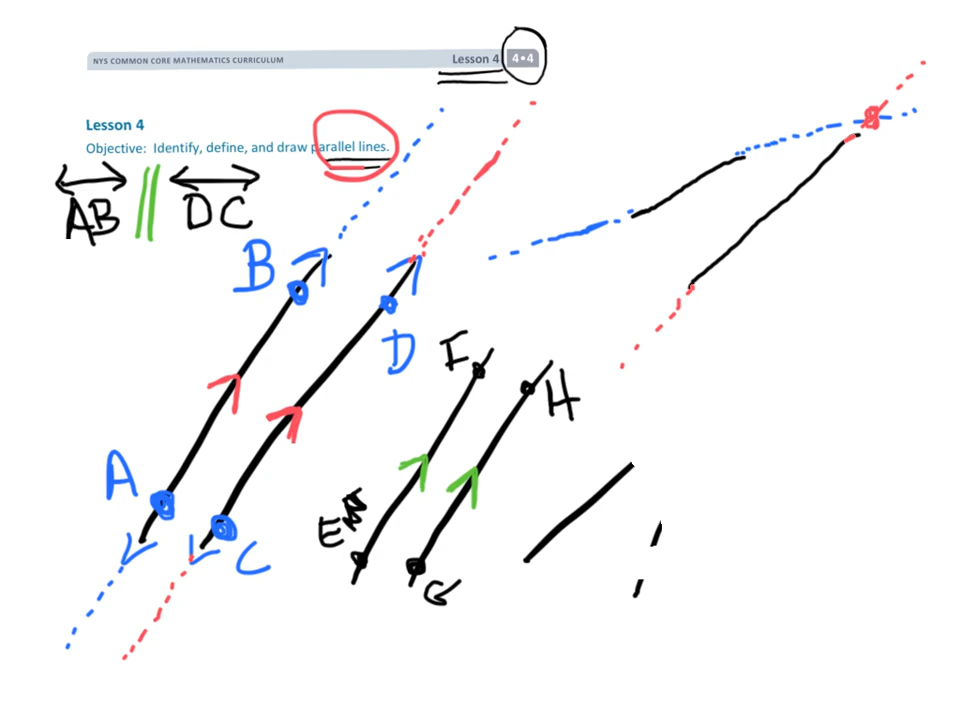 NYS COMMON CORE MATHEMATICS CURRICULUM
Lesson 4
4•4
Lesson 4
Objective: Identify, define, and draw parallel lines.
AB || DC
B
D
A
C
F
H
E
G